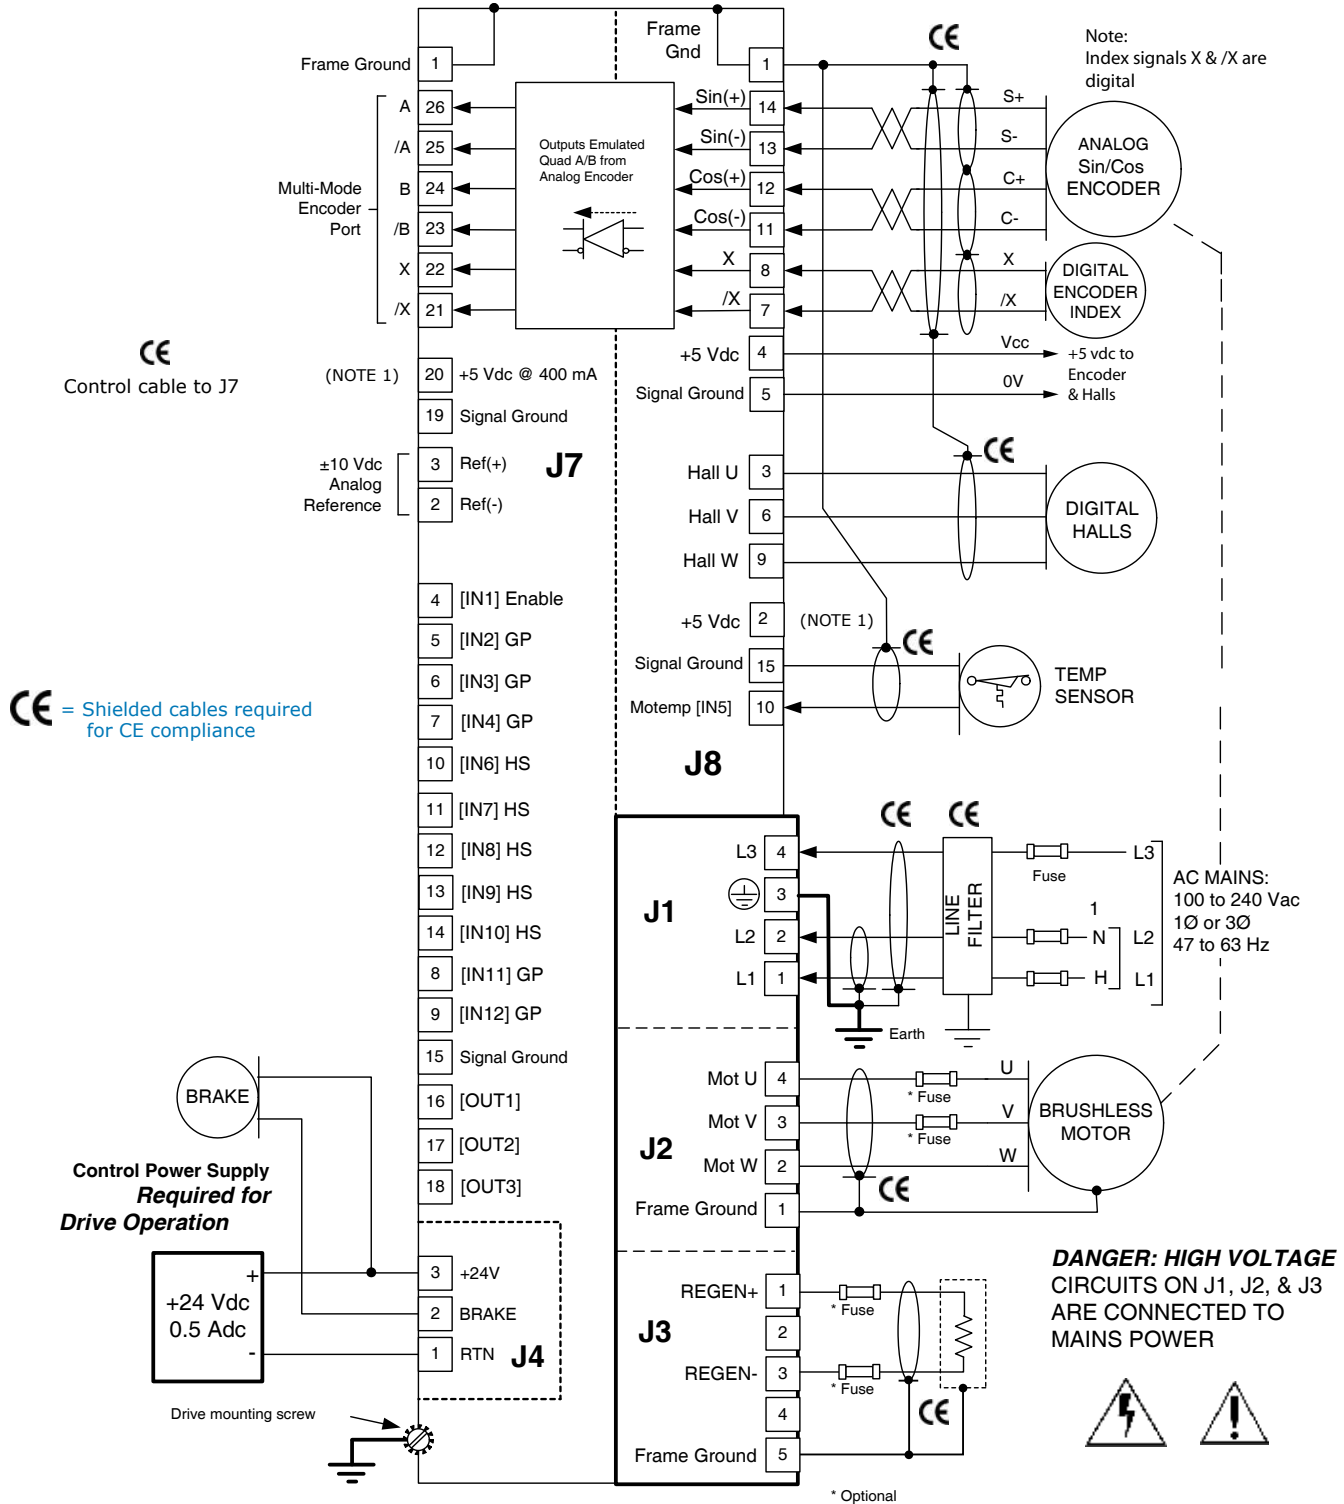 Frame Ground 1
A 26
/A 25
B 24
/B 23
X 22
/X 21
Multi-Mode
Encoder
Port
Outputs Emulated
Quad A/B from
Analog Encoder
Frame
Gnd
1
Sin(+) 14
Sin(-) 13
Cos(+) 12
Cos(-) 11
X 8
/X 7
+5 Vdc 4
Signal Ground 5
CE
Note:
Index signals X & /X are
digital
S+
S-
C+
C-
ANALOG
Sin/Cos
ENCODER
X
/X
DIGITAL
ENCODER
INDEX
Vcc
0V
+5 vdc to
Encoder
& Halls
CE
Control cable to J7
(NOTE 1) 20 +5 Vdc @ 400 mA
19 Signal Ground
±10 Vdc
Analog
Reference
3 Ref(+)
2 Ref(-)
J7
4 [IN1] Enable
5 [IN2] GP
6 [IN3] GP
7 [IN4] GP
10 [IN6] HS
11 [IN7] HS
12 [IN8] HS
13 [IN9] HS
14 [IN10] HS
8 [IN11] GP
9 [IN12] GP
15 Signal Ground
16 [OUT1]
17 [OUT2]
18 [OUT3]
CE = Shielded cables required
for CE compliance
Hall U 3
Hall V 6
Hall W 9
CE
DIGITAL
HALLS
+5 Vdc 2 (NOTE 1)
Signal Ground 15
Motemp [IN5] 10
CE
TEMP
SENSOR
J8
J1
L3 4
3
L2 2
L1 1
CE
CE
LINE
FILTER
Fuse
L3
1
N L2
H L1
AC MAINS:
100 to 240 Vac
1Ø or 3Ø
47 to 63 Hz
Earth
J2
Mot U 4
Mot V 3
Mot W 2
Frame Ground 1
* Fuse
* Fuse
U
V
W
CE
BRUSHLESS
MOTOR
J3
REGEN+ 1
2
REGEN- 3
4
Frame Ground 5
* Fuse
* Fuse
CE
* Optional
BRAKE
Control Power Supply
Required for
Drive Operation
+24 Vdc
0.5 Adc
+
-
3 +24V
2 BRAKE
1 RTN
J4
Drive mounting screw
DANGER: HIGH VOLTAGE
CIRCUITS ON J1, J2, & J3
ARE CONNECTED TO
MAINS POWER